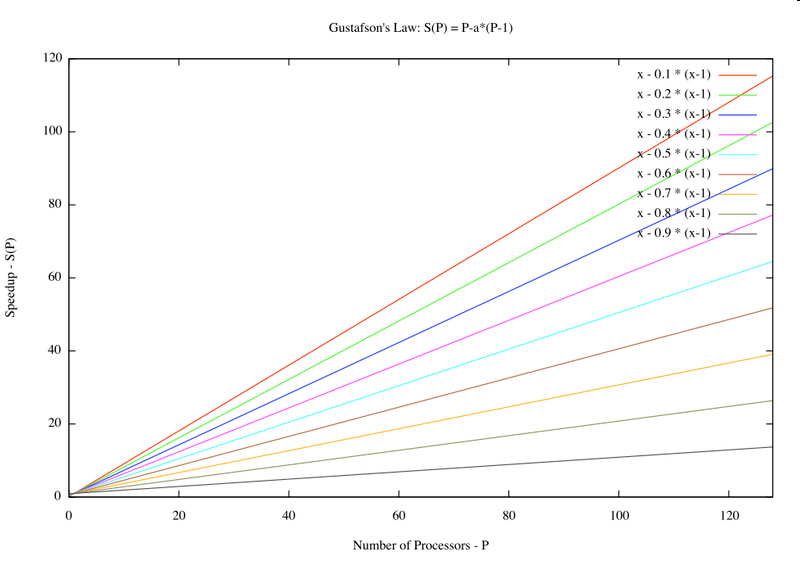 Gustafson's Law: S(P) = P-a*(P-1)
120
100
80
60
40
20
0
Speedup - S(P)
x - 0.1 * (x-1)
x - 0.2 * (x-1)
x - 0.3 * (x-1)
x - 0.4 * (x-1)
x - 0.5 * (x-1)
x - 0.6 * (x-1)
x - 0.7 * (x-1)
x - 0.8 * (x-1)
x - 0.9 * (x-1)
0 20 40 60 80 100 120
Number of Processors - P